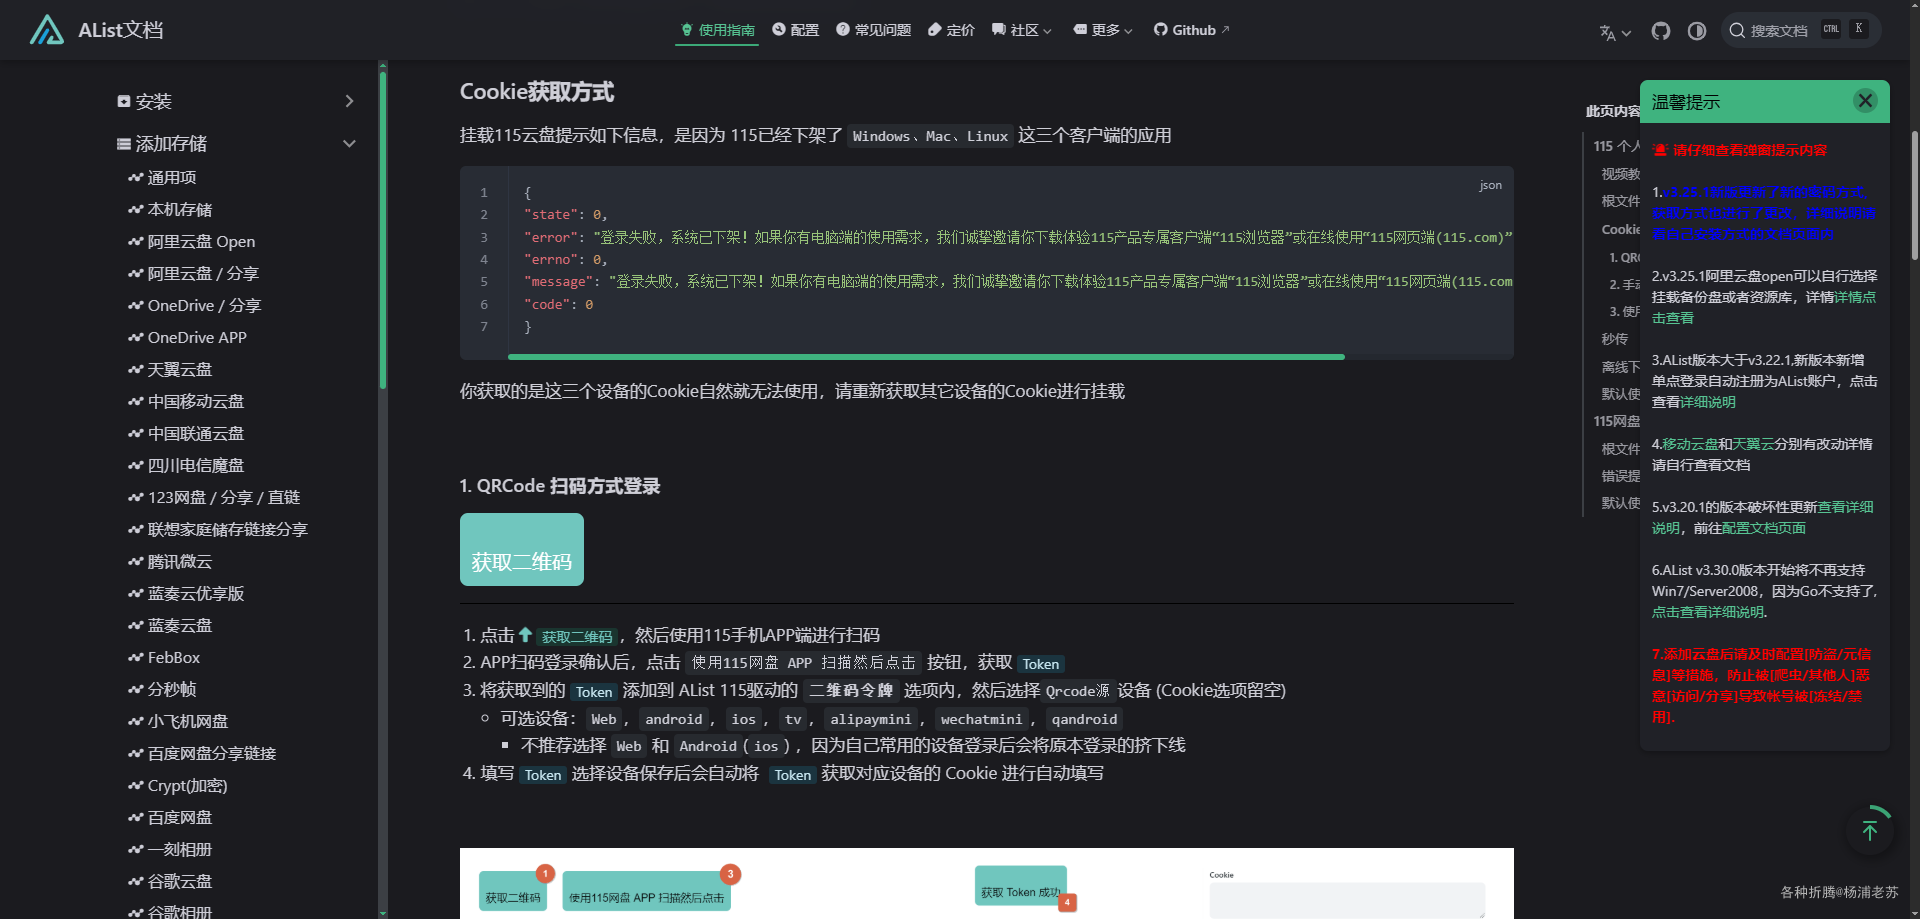 AList文档
使用指南
配置
常见问题
定价
社区
更多
Github
搜索文档
CTRL
K
安装
添加存储
通用项
本机存储
阿里云盘 Open
阿里云盘 / 分享
OneDrive / 分享
OneDrive APP
天翼云盘
中国移动云盘
中国联通云盘
四川电信魔盘
123网盘 / 分享 / 直链
联想家庭储存链接分享
腾讯微云
蓝奏云优享版
蓝奏云盘
FebBox
分秒帧
小飞机网盘
百度网盘分享链接
Crypt(加密)
百度网盘
一刻相册
谷歌云盘
谷歌相册
Cookie获取方式
挂载115云盘提示如下信息，是因为 115已经下架了 Windows、Mac、Linux 这三个客户端的应用
json
1 {
2 "state": 0,
3 "error": "登录失败，系统已下架！如果你有电脑端的使用需求，我们诚挚邀请你下载体验115产品专属客户端“115浏览器”或在线使用“115网页端(115.com)”
4 "errno": 0,
5 "message": "登录失败，系统已下架！如果你有电脑端的使用需求，我们诚挚邀请你下载体验115产品专属客户端“115浏览器”或在线使用“115网页端(115.com
6 "code": 0
7 }
你获取的是这三个设备的Cookie自然就无法使用，请重新获取其它设备的Cookie进行挂载
1. QRCode 扫码方式登录
获取二维码
1. 点击 获取二维码 ，然后使用115手机APP端进行扫码
2. APP扫码登录确认后，点击 使用115网盘 APP 扫描然后点击 按钮，获取 Token
3. 将获取到的 Token 添加到 AList 115驱动的 二维码令牌 选项内，然后选择 Qrcode源 设备 (Cookie选项留空)
可选设备： Web ， android ， ios ， tv ， alipaymini ， wechatmini ， qandroid
不推荐选择 Web 和 Android ( ios ) ，因为自己常用的设备登录后会将原本登录的挤下线
4. 填写 Token 选择设备保存后会自动将 Token 获取对应设备的 Cookie 进行自动填写
获取二维码
1
使用115网盘 APP 扫描然后点击
3
获取 Token 成功
4
Cookie
此页内容
115 个人
视频教
根文件
Cookie
1. QRC
2. 手动
3. 使用
秒传
离线下
默认使
115网盘
根文件
错误提
默认使
温馨提示
请仔细查看弹窗提示内容
1.v3.25.1新版更新了新的密码方式，
获取方式也进行了更改，详细说明请
看自己安装方式的文档页面内
2.v3.25.1阿里云盘open可以自行选择
挂载备份盘或者资源库，详情详情点
击查看
3.AList版本大于v3.22.1,新版本新增
单点登录自动注册为AList账户，点击
查看详细说明
4.移动云盘和天翼云分别有改动详情
请自行查看文档
5.v3.20.1的版本破坏性更新查看详细
说明，前往配置文档页面
6.AList v3.30.0版本开始将不再支持
Win7/Server2008，因为Go不支持了,
点击查看详细说明.
7.添加云盘后请及时配置[防盗/元信
息]等措施，防止被[爬虫/其他人]恶
意[访问/分享]导致帐号被[冻结/禁
用].
各种折腾@杨浦老苏